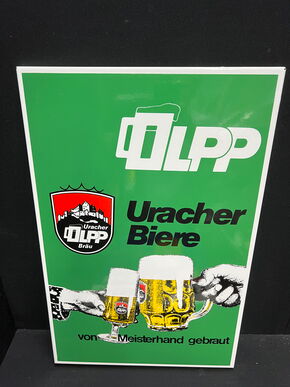 OLPP
Uracher
Biere
Uracher
OLPP
Bräu
von Meisterhand gebraut